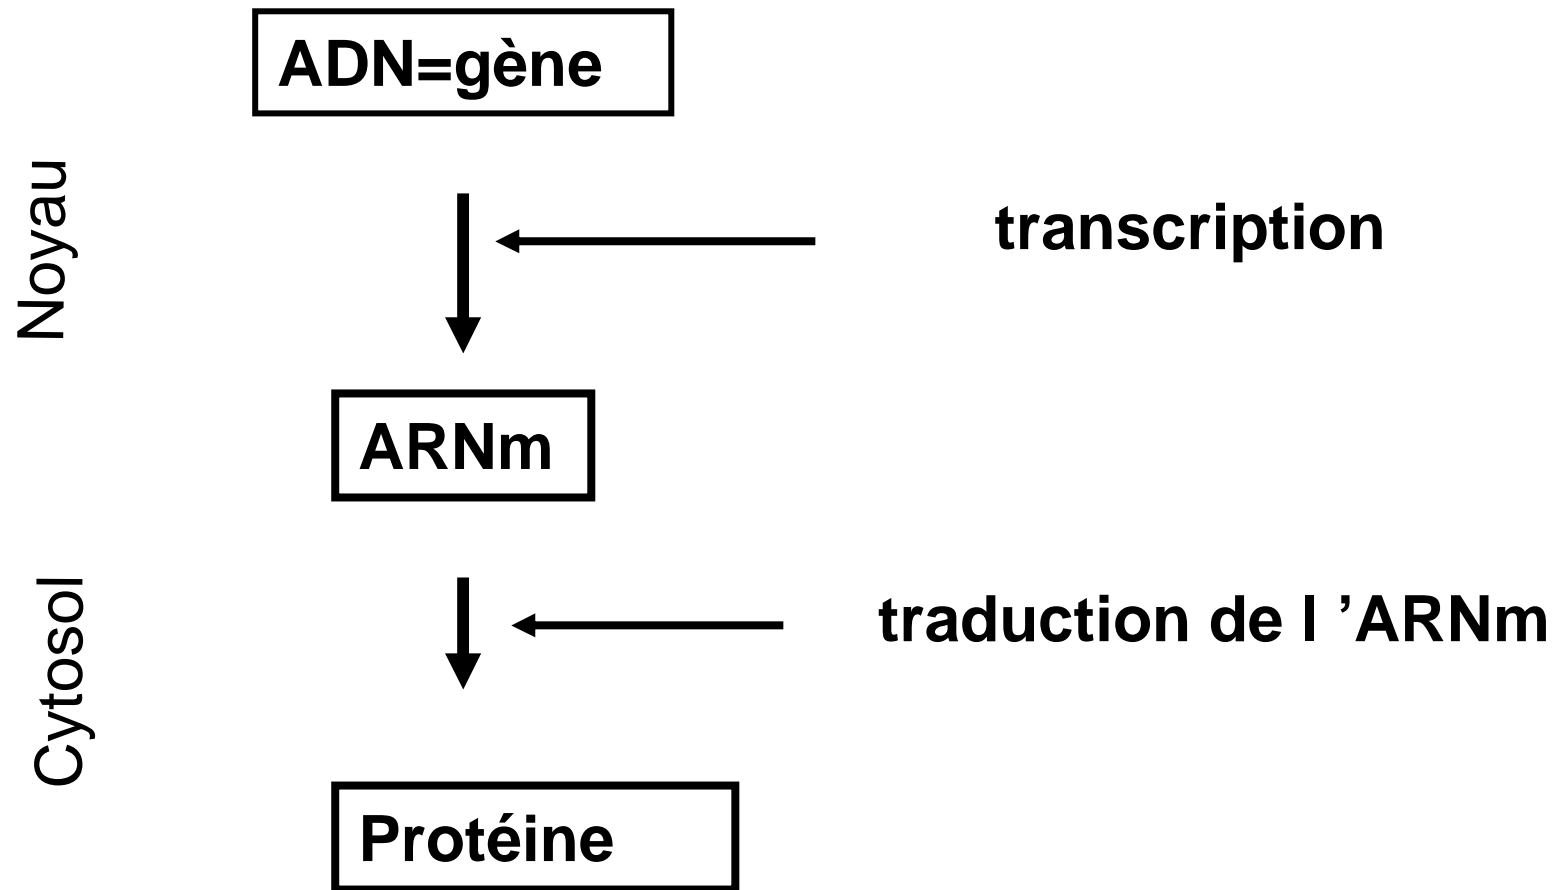 ADN=gène
Noyau
transcription
ARNm
Cytosol
traduction de l ’ARNm
Protéine